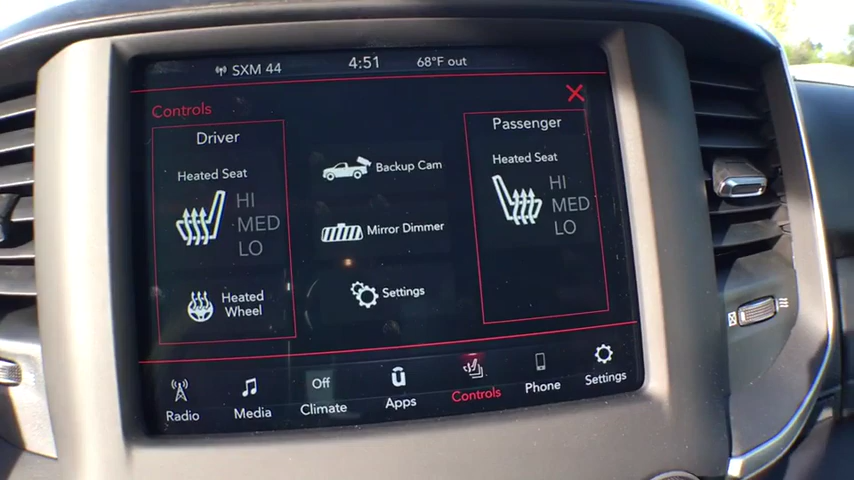 SXM 44 4:51 68°F out
Controls
Driver
Heated Seat
HI
MED
LO
Heated
Wheel
Backup Cam
Mirror Dimmer
Settings
Passenger
Heated Seat
HI
MED
LO
Radio
Media
Off
Climate
Apps
Controls
Phone
Settings